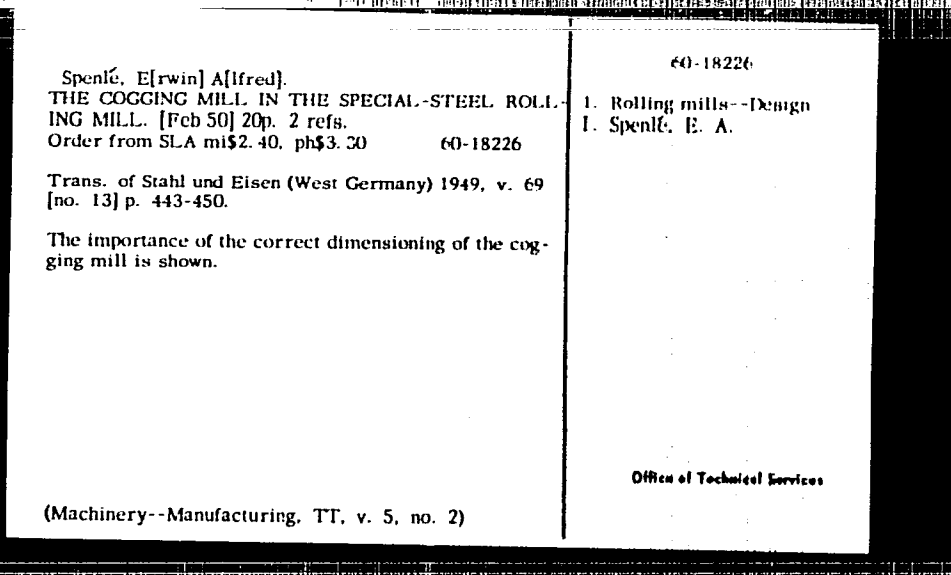 Spenlé, E[rwin] A[lfred].
THE COGGING MILL IN THE SPECIAL-STEEL ROLL-
ING MILL. [Feb 50] 20p. 2 refs.
Order from SLA mi$2.40, ph$3.30 60-18226
Trans. of Stahl und Eisen (West Germany) 1949, v. 69
[no. 13] p. 443-450.
The importance of the correct dimensioning of the cog-
ging mill is shown.
(Machinery--Manufacturing, TT, v. 5, no. 2)
60-18226
1. Rolling mills--Design
I. Spenlé, E. A.
Office of Technical Services